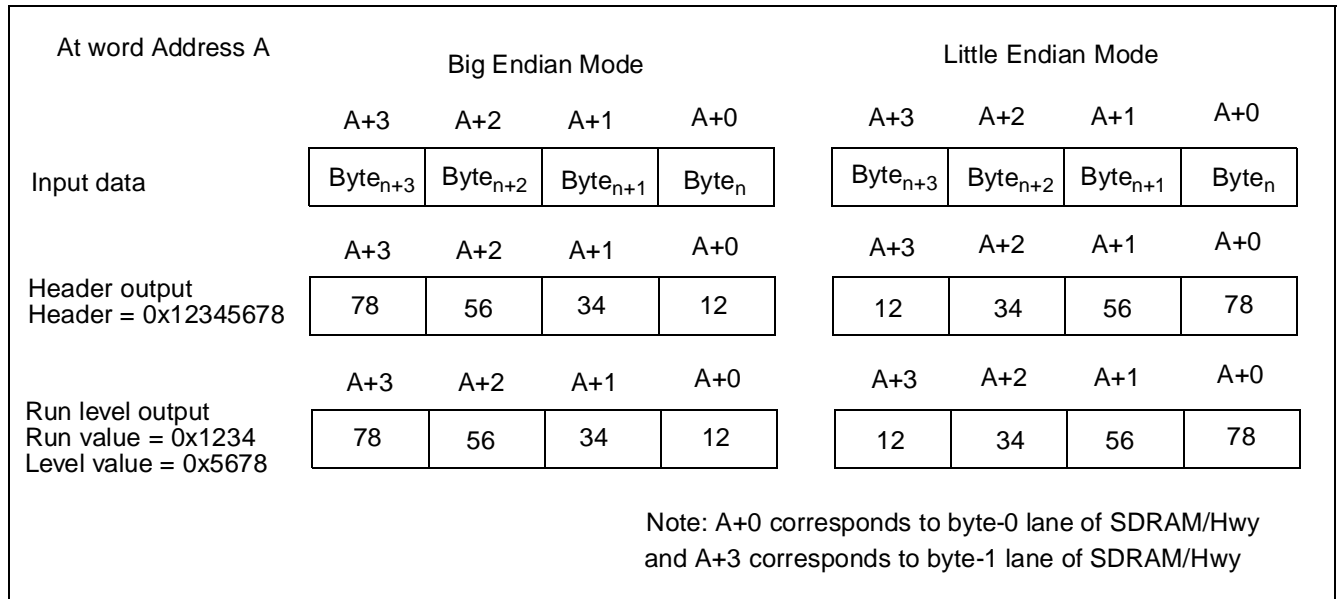 At word Address A
Big Endian Mode Little Endian Mode
A+3 A+2 A+1 A+0 A+3 A+2 A+1 A+0
Input data Byten+3 Byten+2 Byten+1 Byten Byten+3 Byten+2 Byten+1 Byten
A+3 A+2 A+1 A+0 A+3 A+2 A+1 A+0
Header output
Header = 0x12345678 78 56 34 12 12 34 56 78
A+3 A+2 A+1 A+0 A+3 A+2 A+1 A+0
Run level output
Run value = 0x1234 78 56 34 12 12 34 56 78
Level value = 0x5678
Note: A+0 corresponds to byte-0 lane of SDRAM/Hwy
and A+3 corresponds to byte-1 lane of SDRAM/Hwy